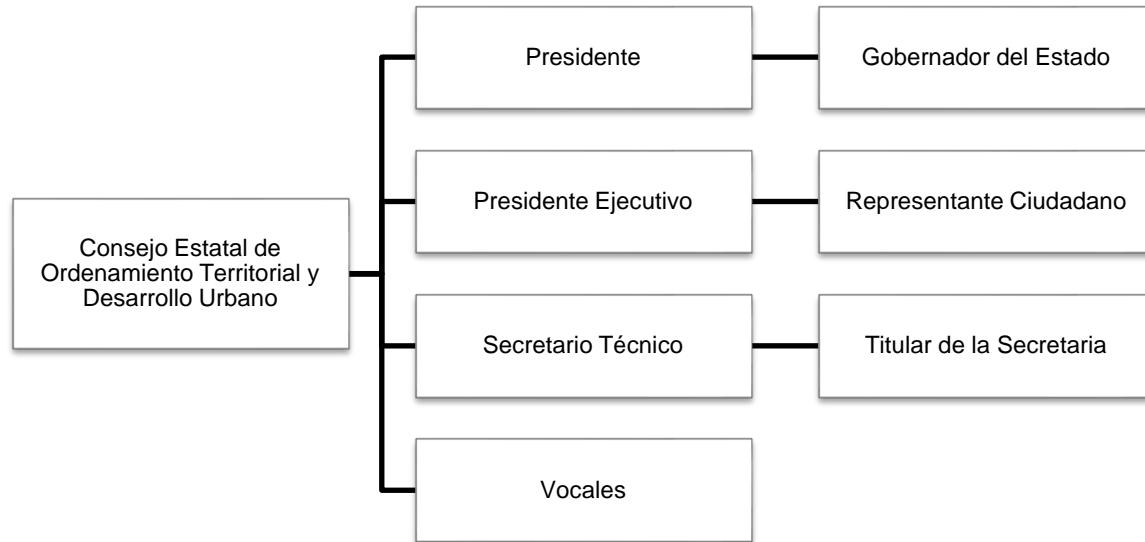 Presidente
Gobernador del Estado
Presidente Ejecutivo
Representante Ciudadano
Consejo Estatal de
Ordenamiento Territorial y
Desarrollo Urbano
Secretario Técnico
Titular de la Secretaria
Vocales